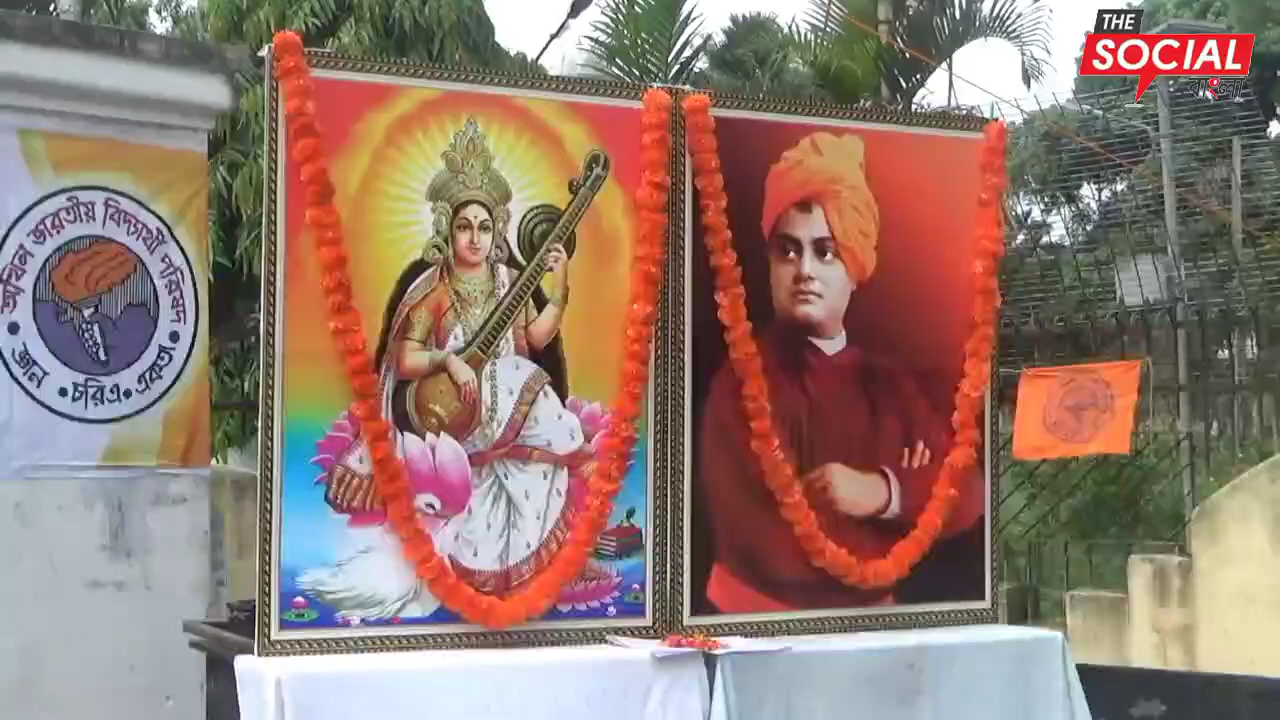 THE
SOCIAL
বাংলা
অখিল ভারতীয় বিদ্যার্থী পরিষদ
জ্ঞান • চরিত্র • একতা